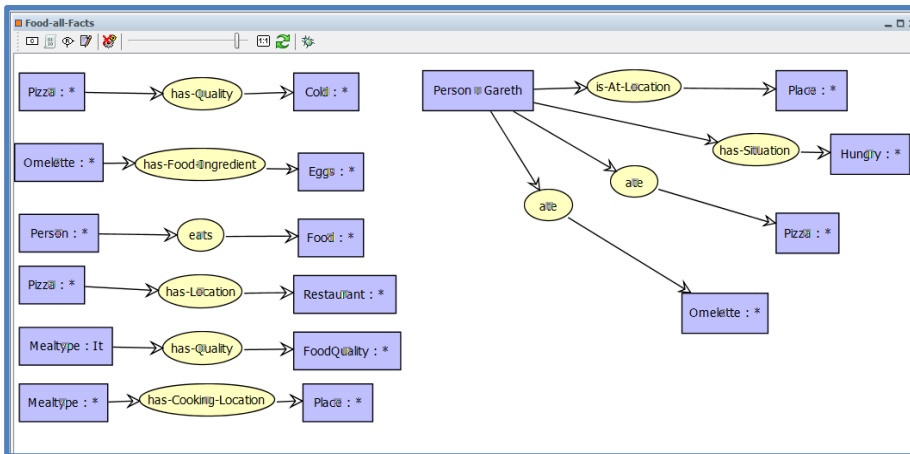 Food-all-Facts
1:1
Pizza : *
has-Quality
Cold : *
Omelette : *
has-Food-Ingredient
Eggs : *
Person : *
eats
Food : *
Pizza : *
has-Location
Restaurant : *
Mealtype : It
has-Quality
FoodQuality : *
Mealtype : *
has-Cooking-Location
Place : *
Person : Gareth
is-At-Location
Place : *
has-Situation
Hungry : *
ate
Pizza : *
ate
Omelette : *